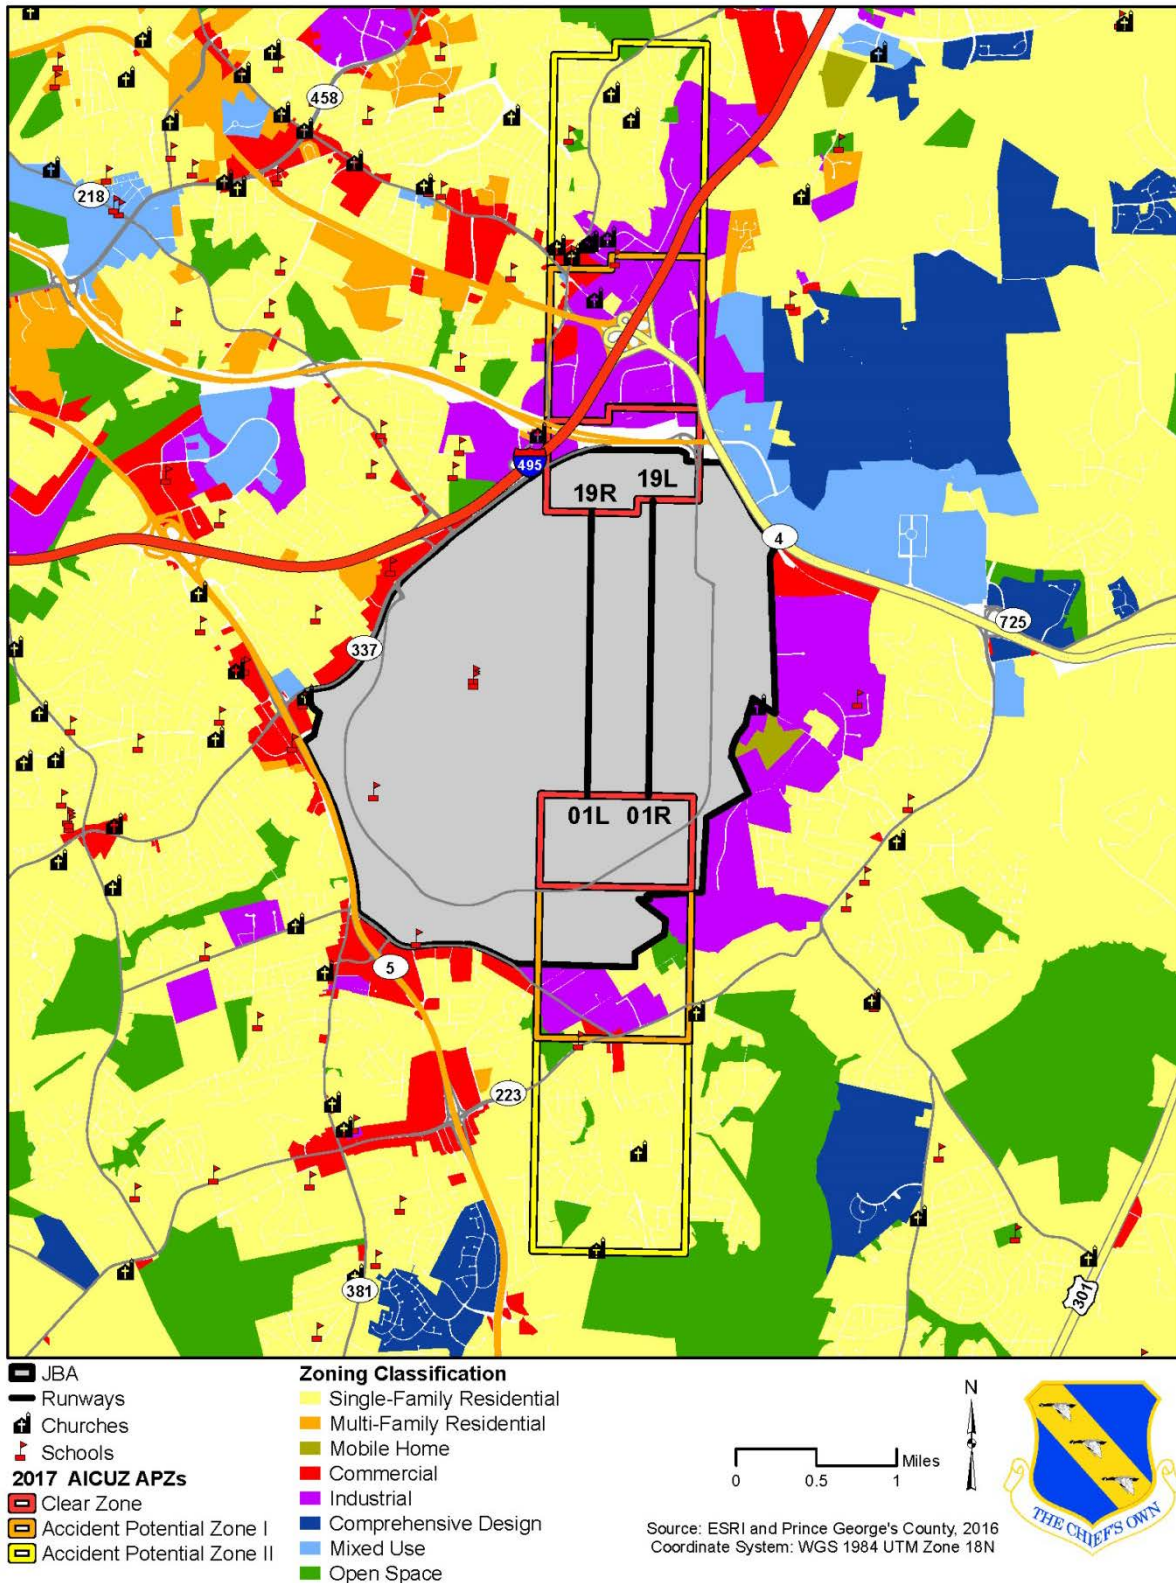 458
218
495
19R
19L
4
725
337
01L
01R
5
223
381
301
JBA
Runways
Churches
Schools
2017 AICUZ APZs
Clear Zone
Accident Potential Zone I
Accident Potential Zone II
Zoning Classification
Single-Family Residential
Multi-Family Residential
Mobile Home
Commercial
Industrial
Comprehensive Design
Mixed Use
Open Space
N
Miles
0 0.5 1
Source: ESRI and Prince George's County, 2016
Coordinate System: WGS 1984 UTM Zone 18N
THE CHIEF'S OWN